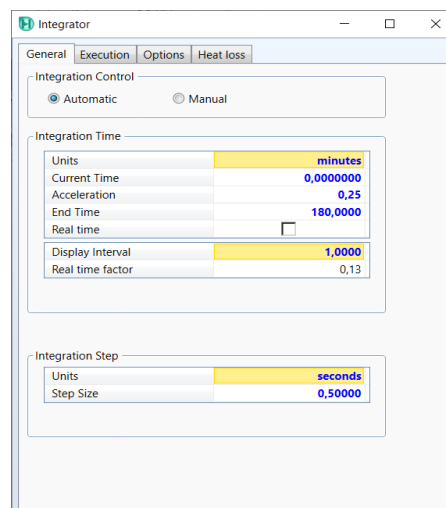 Integrator
General Execution Options Heat loss
Integration Control
Automatic Manual
Integration Time
Units minutes
Current Time 0,0000000
Acceleration 0,25
End Time 180,0000
Real time
Display Interval 1,0000
Real time factor 0,13
Integration Step
Units seconds
Step Size 0,50000